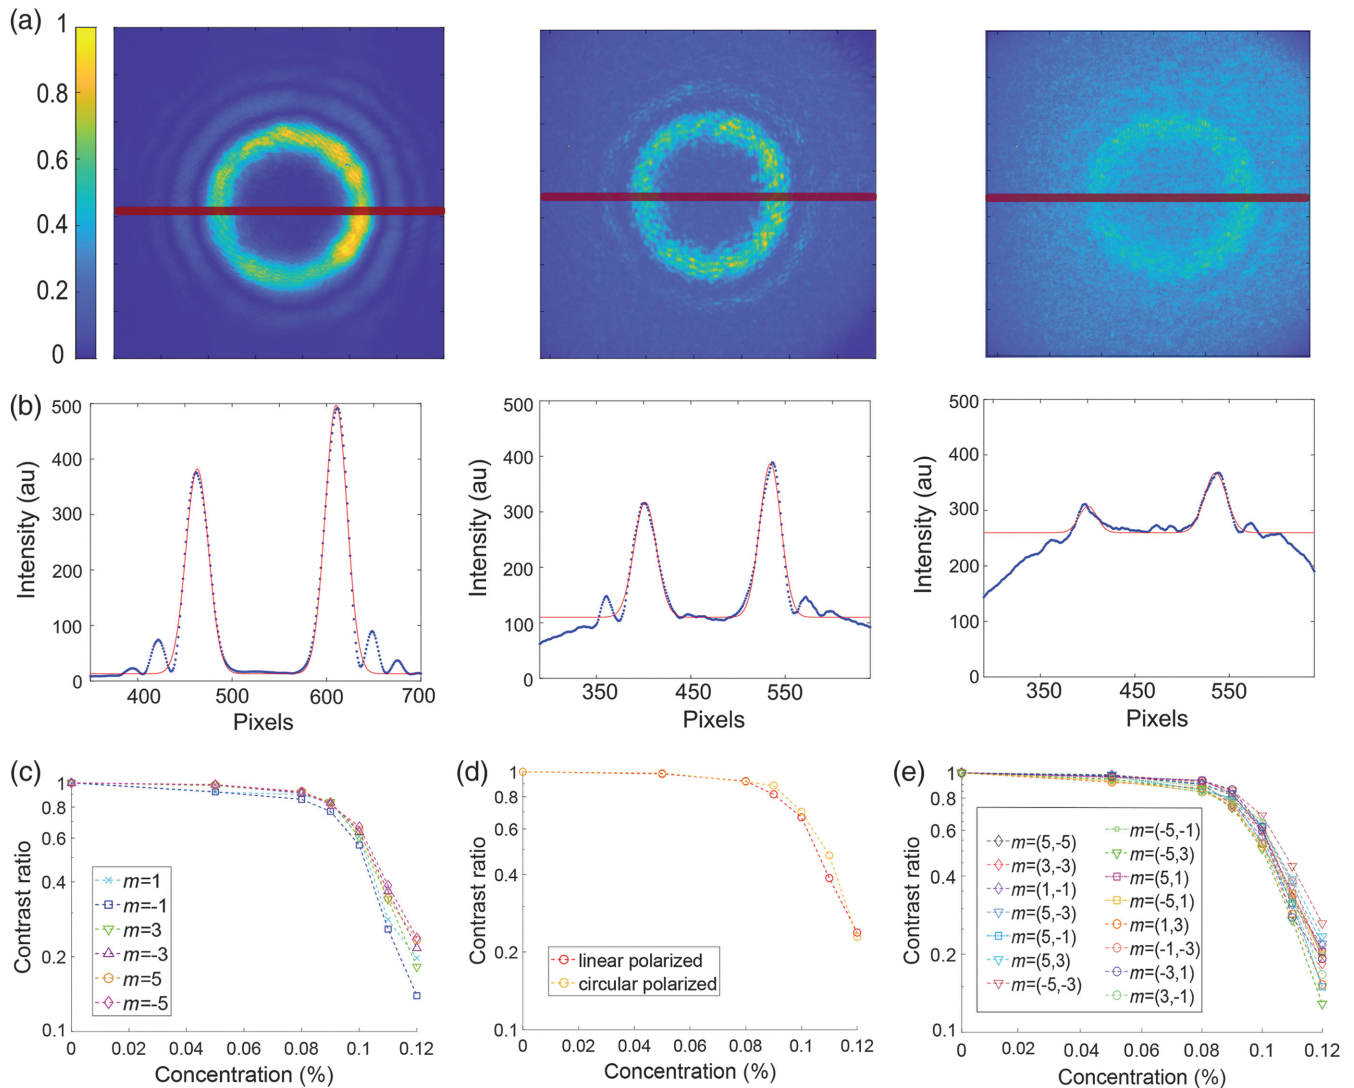 (a)
1
0.8
0.6
0.4
0.2
0
(b)
500
400
300
200
100
0
Intensity (au)
400
500
600
700
Pixels
500
400
300
200
100
0
Intensity (au)
350
450
550
Pixels
500
400
300
200
100
0
Intensity (au)
350
450
550
Pixels
(c)
1
0.8
0.6
0.4
0.2
0.1
Contrast ratio
m=1
m=-1
m=3
m=-3
m=5
m=-5
0
0.02
0.04
0.06
0.08
0.1
0.12
Concentration (%)
(d)
1
0.8
0.6
0.4
0.2
0.1
Contrast ratio
linear polarized
circular polarized
0
0.02
0.04
0.06
0.08
0.1
0.12
Concentration (%)
(e)
1
0.8
0.6
0.4
0.2
0.1
Contrast ratio
m=(5,-5)
m=(3,-3)
m=(1,-1)
m=(5,-3)
m=(5,-1)
m=(5,3)
m=(-5,-3)
m=(-5,-1)
m=(-5,3)
m=(5,1)
m=(-5,1)
m=(1,3)
m=(-1,-3)
m=(-3,1)
m=(3,-1)
0
0.02
0.04
0.06
0.08
0.1
0.12
Concentration (%)